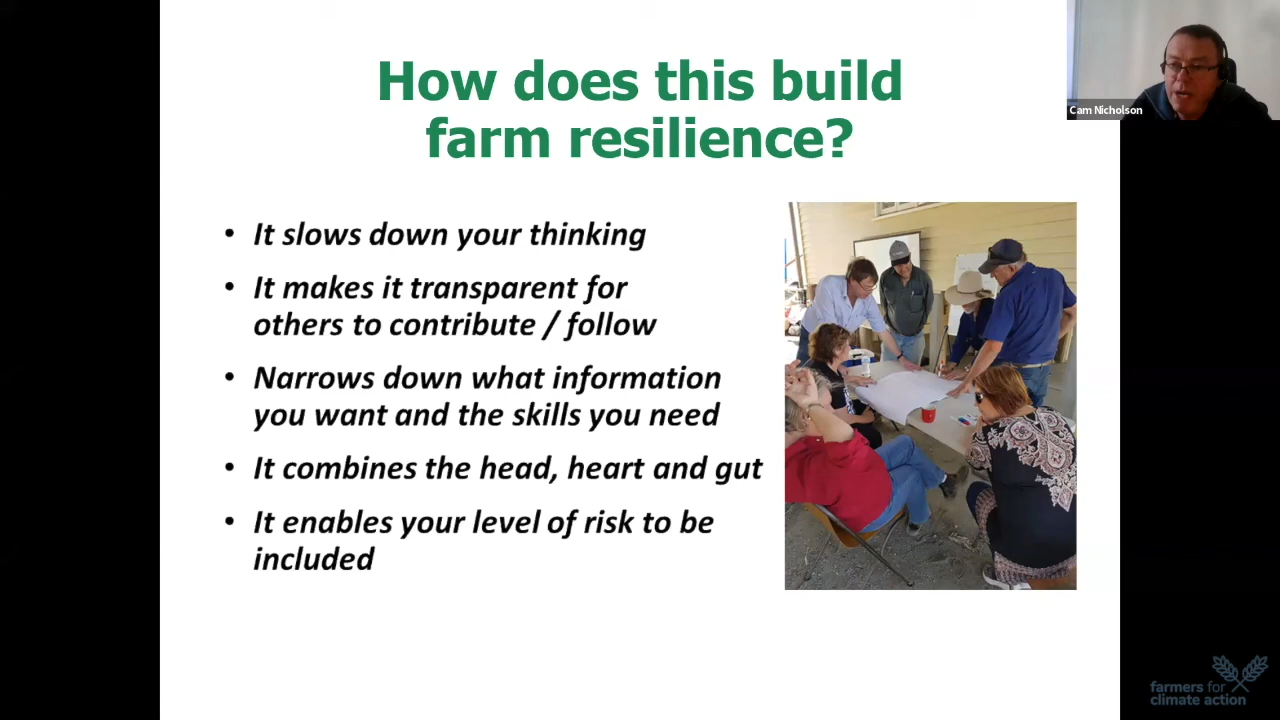 How does this build
farm resilience?
Cam Nicholson
• It slows down your thinking
• It makes it transparent for
others to contribute / follow
• Narrows down what information
you want and the skills you need
• It combines the head, heart and gut
• It enables your level of risk to be
included
farmers for
climate action